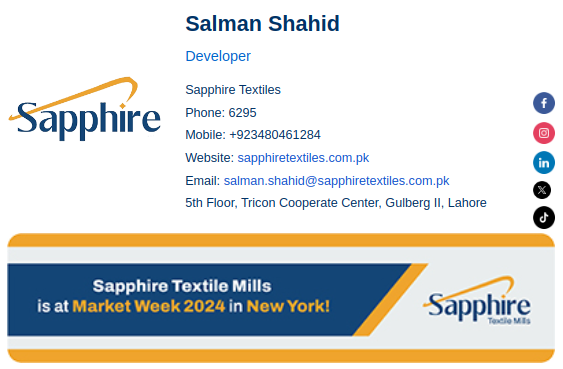 Salman Shahid
Developer
Sapphire
Sapphire Textiles
Phone: 6295
Mobile: +923480461284
Website: sapphiretextiles.com.pk
Email: salman.shahid@sapphiretextiles.com.pk
5th Floor, Tricon Cooperate Center, Gulberg II, Lahore
f
in
X
Sapphire Textile Mills
is at Market Week 2024 in New York!
Sapphire
Textile Mills